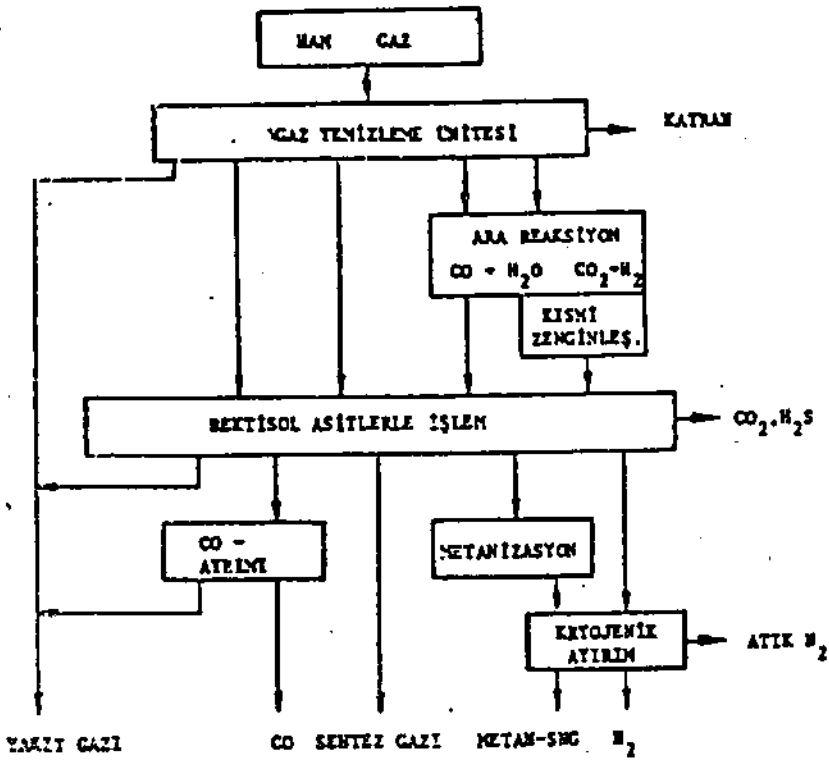 HAM GAZ
GAZ TEMİZLEME ÜNİTESİ
KATRAN
ARA REAKSİYON
CO - H₂O CO₂-H₂
KISMİ
ZENGİNLEŞ.
REKTİSOL ASİTLERLE İŞLEM
CO₂.H₂S
CO -
AYRIMI
METANİZASYON
KRYOJENİK
AYIRIM
ATIK N₂
YAKIT GAZI
CO
SENTEZ GAZI
METAN-SNG
N₂